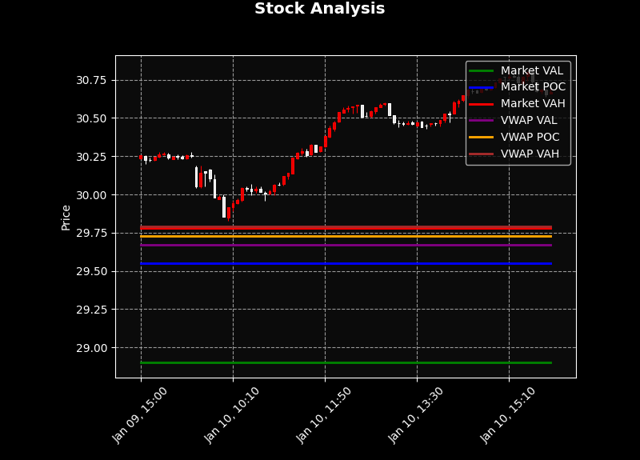 Stock Analysis
Price
30.75
30.50
30.25
30.00
29.75
29.50
29.25
29.00
Market VAL
Market POC
Market VAH
VWAP VAL
VWAP POC
VWAP VAH
Jan 09, 15:00
Jan 10, 10:10
Jan 10, 11:50
Jan 10, 13:30
Jan 10, 15:10